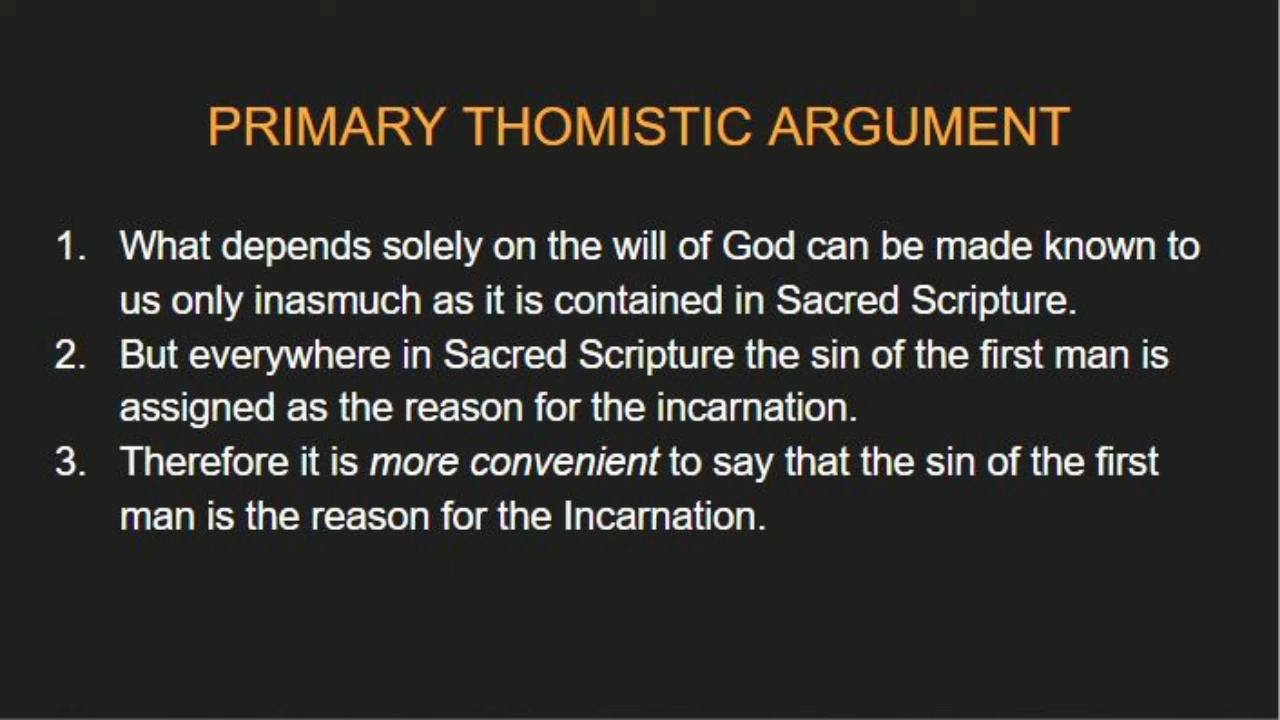 PRIMARY THOMISTIC ARGUMENT
1. What depends solely on the will of God can be made known to
us only inasmuch as it is contained in Sacred Scripture.
2. But everywhere in Sacred Scripture the sin of the first man is
assigned as the reason for the incarnation.
3. Therefore it is more convenient to say that the sin of the first
man is the reason for the Incarnation.